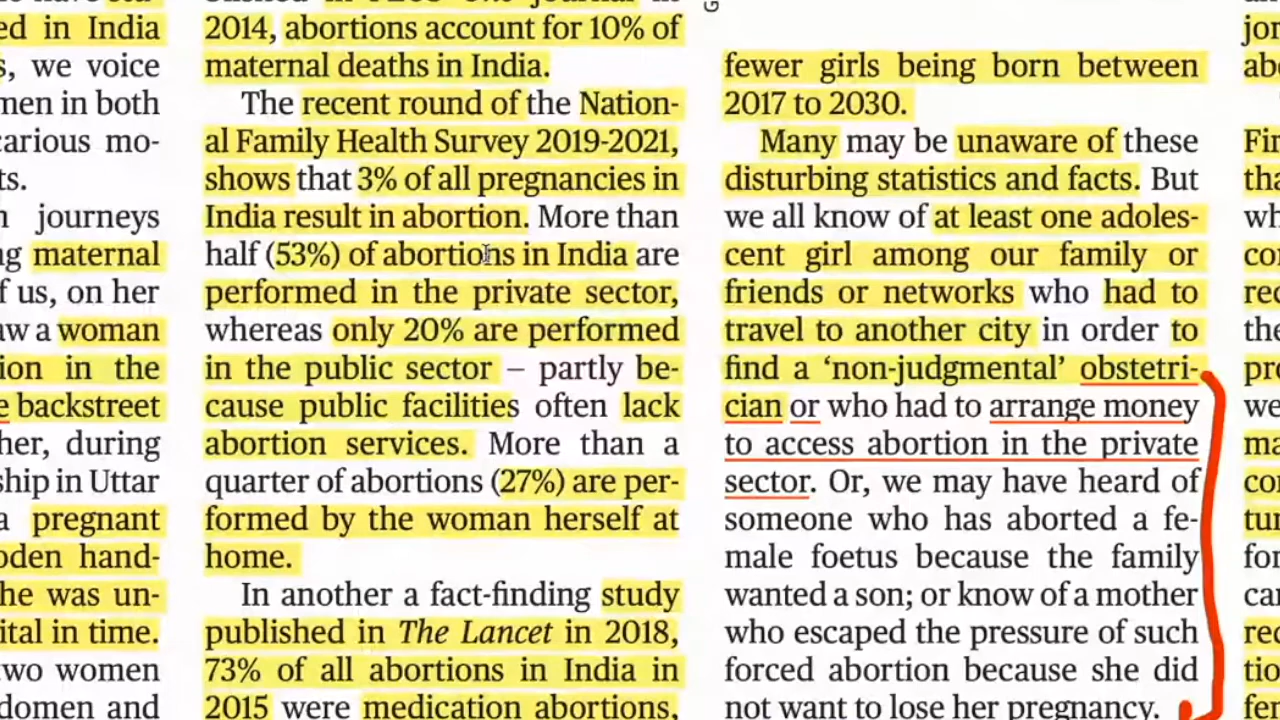 ed in India
s, we voice
men in both
carious mo-
ts.
journeys
maternal
f us, on her
aw a woman
ion in the
backstreet
her, during
ship in Uttar
a pregnant
oden hand-
he was un-
ital in time.
two women
domen and
2014, abortions account for 10% of
maternal deaths in India.
The recent round of the Nation-
al Family Health Survey 2019-2021,
shows that 3% of all pregnancies in
India result in abortion. More than
half (53%) of abortions in India are
performed in the private sector,
whereas only 20% are performed
in the public sector – partly be-
cause public facilities often lack
abortion services. More than a
quarter of abortions (27%) are per-
formed by the woman herself at
home.
In another a fact-finding study
published in The Lancet in 2018,
73% of all abortions in India in
2015 were medication abortions,
fewer girls being born between
2017 to 2030.
Many may be unaware of these
disturbing statistics and facts. But
we all know of at least one adoles-
cent girl among our family or
friends or networks who had to
travel to another city in order to
find a ‘non-judgmental’ obstetri-
cian or who had to arrange money
to access abortion in the private
sector. Or, we may have heard of
someone who has aborted a fe-
male foetus because the family
wanted a son; or know of a mother
who escaped the pressure of such
forced abortion because she did
not want to lose her pregnancy.